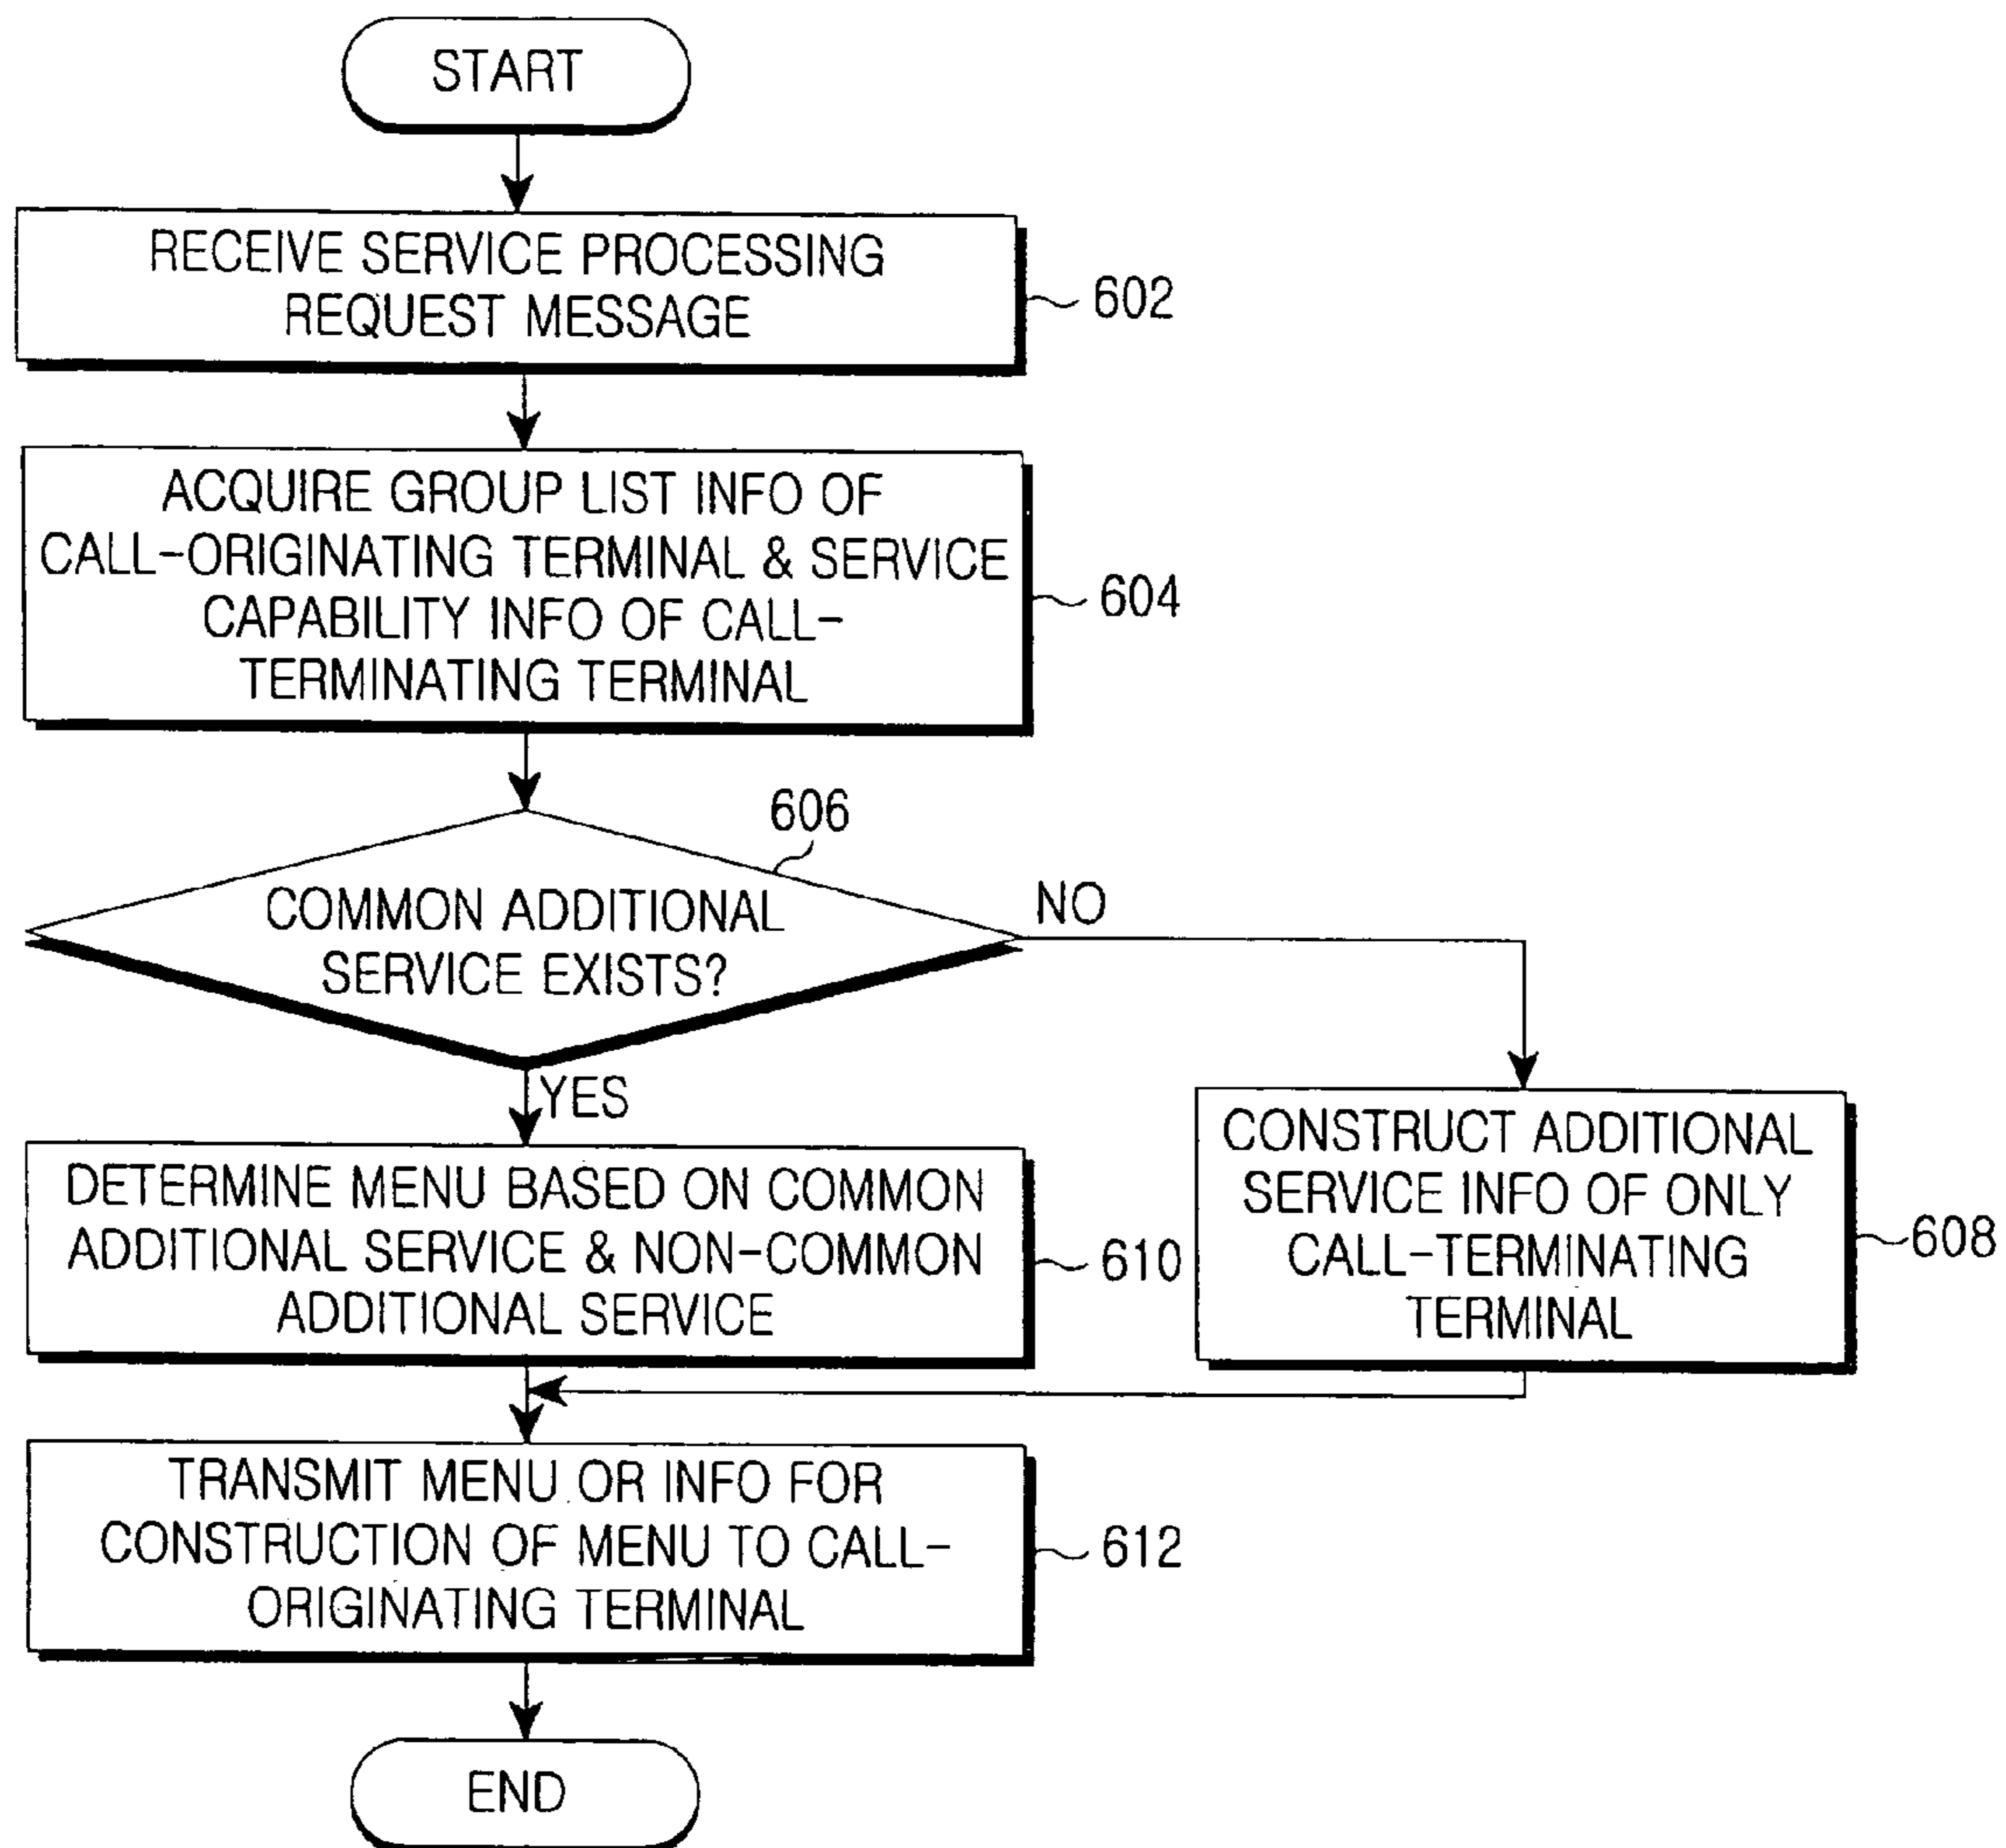 START
RECEIVE SERVICE PROCESSING
REQUEST MESSAGE
602
ACQUIRE GROUP LIST INFO OF
CALL-ORIGINATING TERMINAL & SERVICE
CAPABILITY INFO OF CALL-
TERMINATING TERMINAL
604
606
COMMON ADDITIONAL
SERVICE EXISTS?
NO
YES
DETERMINE MENU BASED ON COMMON
ADDITIONAL SERVICE & NON-COMMON
ADDITIONAL SERVICE
610
CONSTRUCT ADDITIONAL
SERVICE INFO OF ONLY
CALL-TERMINATING
TERMINAL
608
TRANSMIT MENU OR INFO FOR
CONSTRUCTION OF MENU TO CALL-
ORIGINATING TERMINAL
612
END